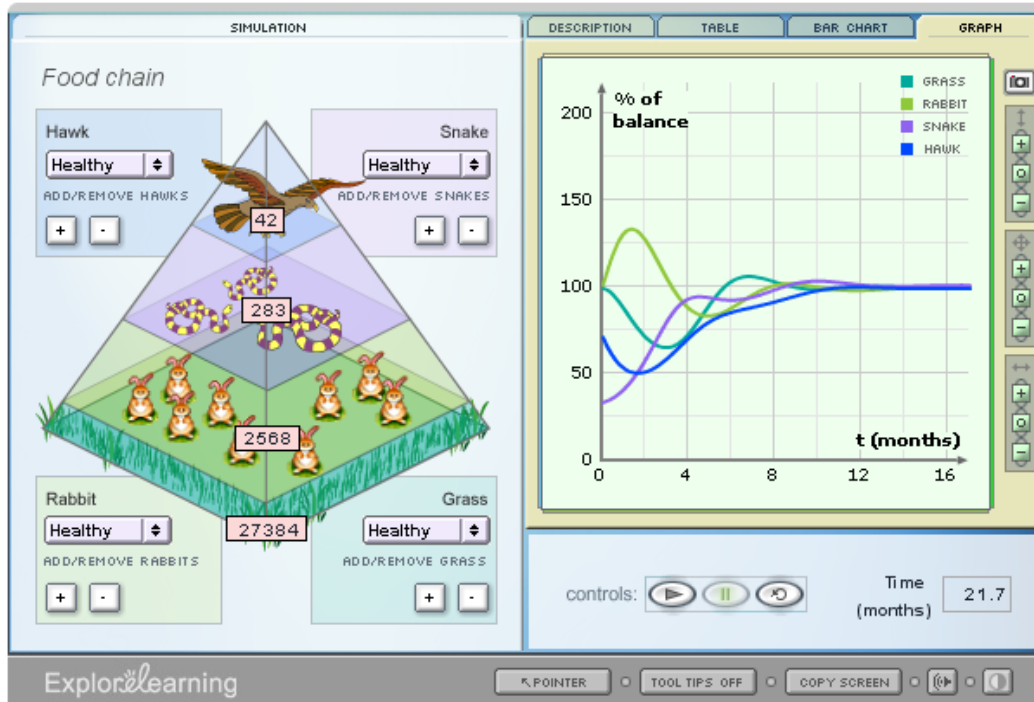 SIMULATION
Food chain
Hawk
Healthy
ADD/REMOVE HAWKS
+ -
Snake
Healthy
ADD/REMOVE SNAKES
+ -
42
283
2568
27384
Rabbit
Healthy
ADD/REMOVE RABBITS
+ -
Grass
Healthy
ADD/REMOVE GRASS
+ -
DESCRIPTION TABLE BAR CHART GRAPH
% of
balance
GRASS
RABBIT
SNAKE
HAWK
200
150
100
50
0
0 4 8 12 16
t (months)
controls:
Time
(months)
21.7
ExploreLearning
POINTER TOOL TIPS OFF COPY SCREEN